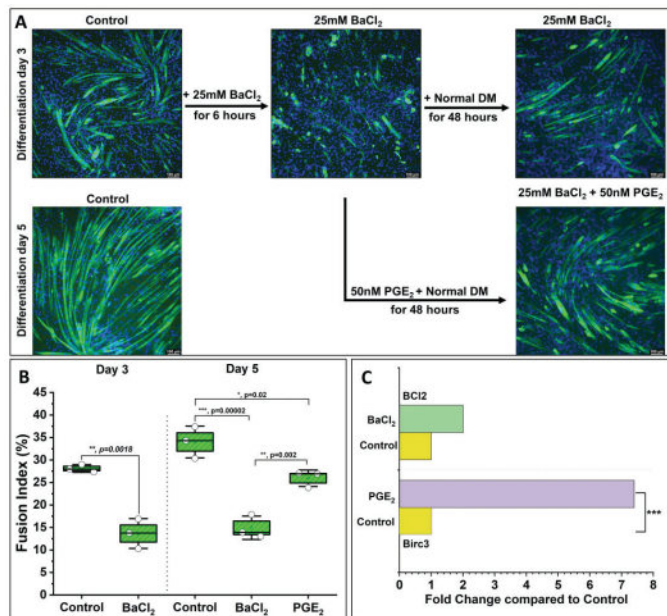 A
Control
25mM BaCl₂
25mM BaCl₂
Differentiation day 3
+ 25mM BaCl₂
for 6 hours
+ Normal DM
for 48 hours
Control
25mM BaCl₂ + 50nM PGE₂
Differentiation day 5
50nM PGE₂ + Normal DM
for 48 hours
B
Day 3
Day 5
Fusion Index (%)
45
40
35
30
25
20
15
10
5
0
**, p=0.0018
*, p=0.02
***, p=0.00002
**, p=0.002
Control
BaCl₂
Control
BaCl₂
PGE₂
C
BCl2
BaCl₂
Control
PGE₂
Control
***
Birc3
0 1 2 3 4 5 6 7 8
Fold Change compared to Control